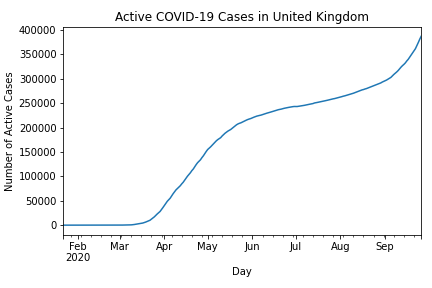 Active COVID-19 Cases in United Kingdom
400000
350000
300000
250000
200000
150000
100000
50000
0
Number of Active Cases
Feb Mar Apr May Jun Jul Aug Sep
2020
Day